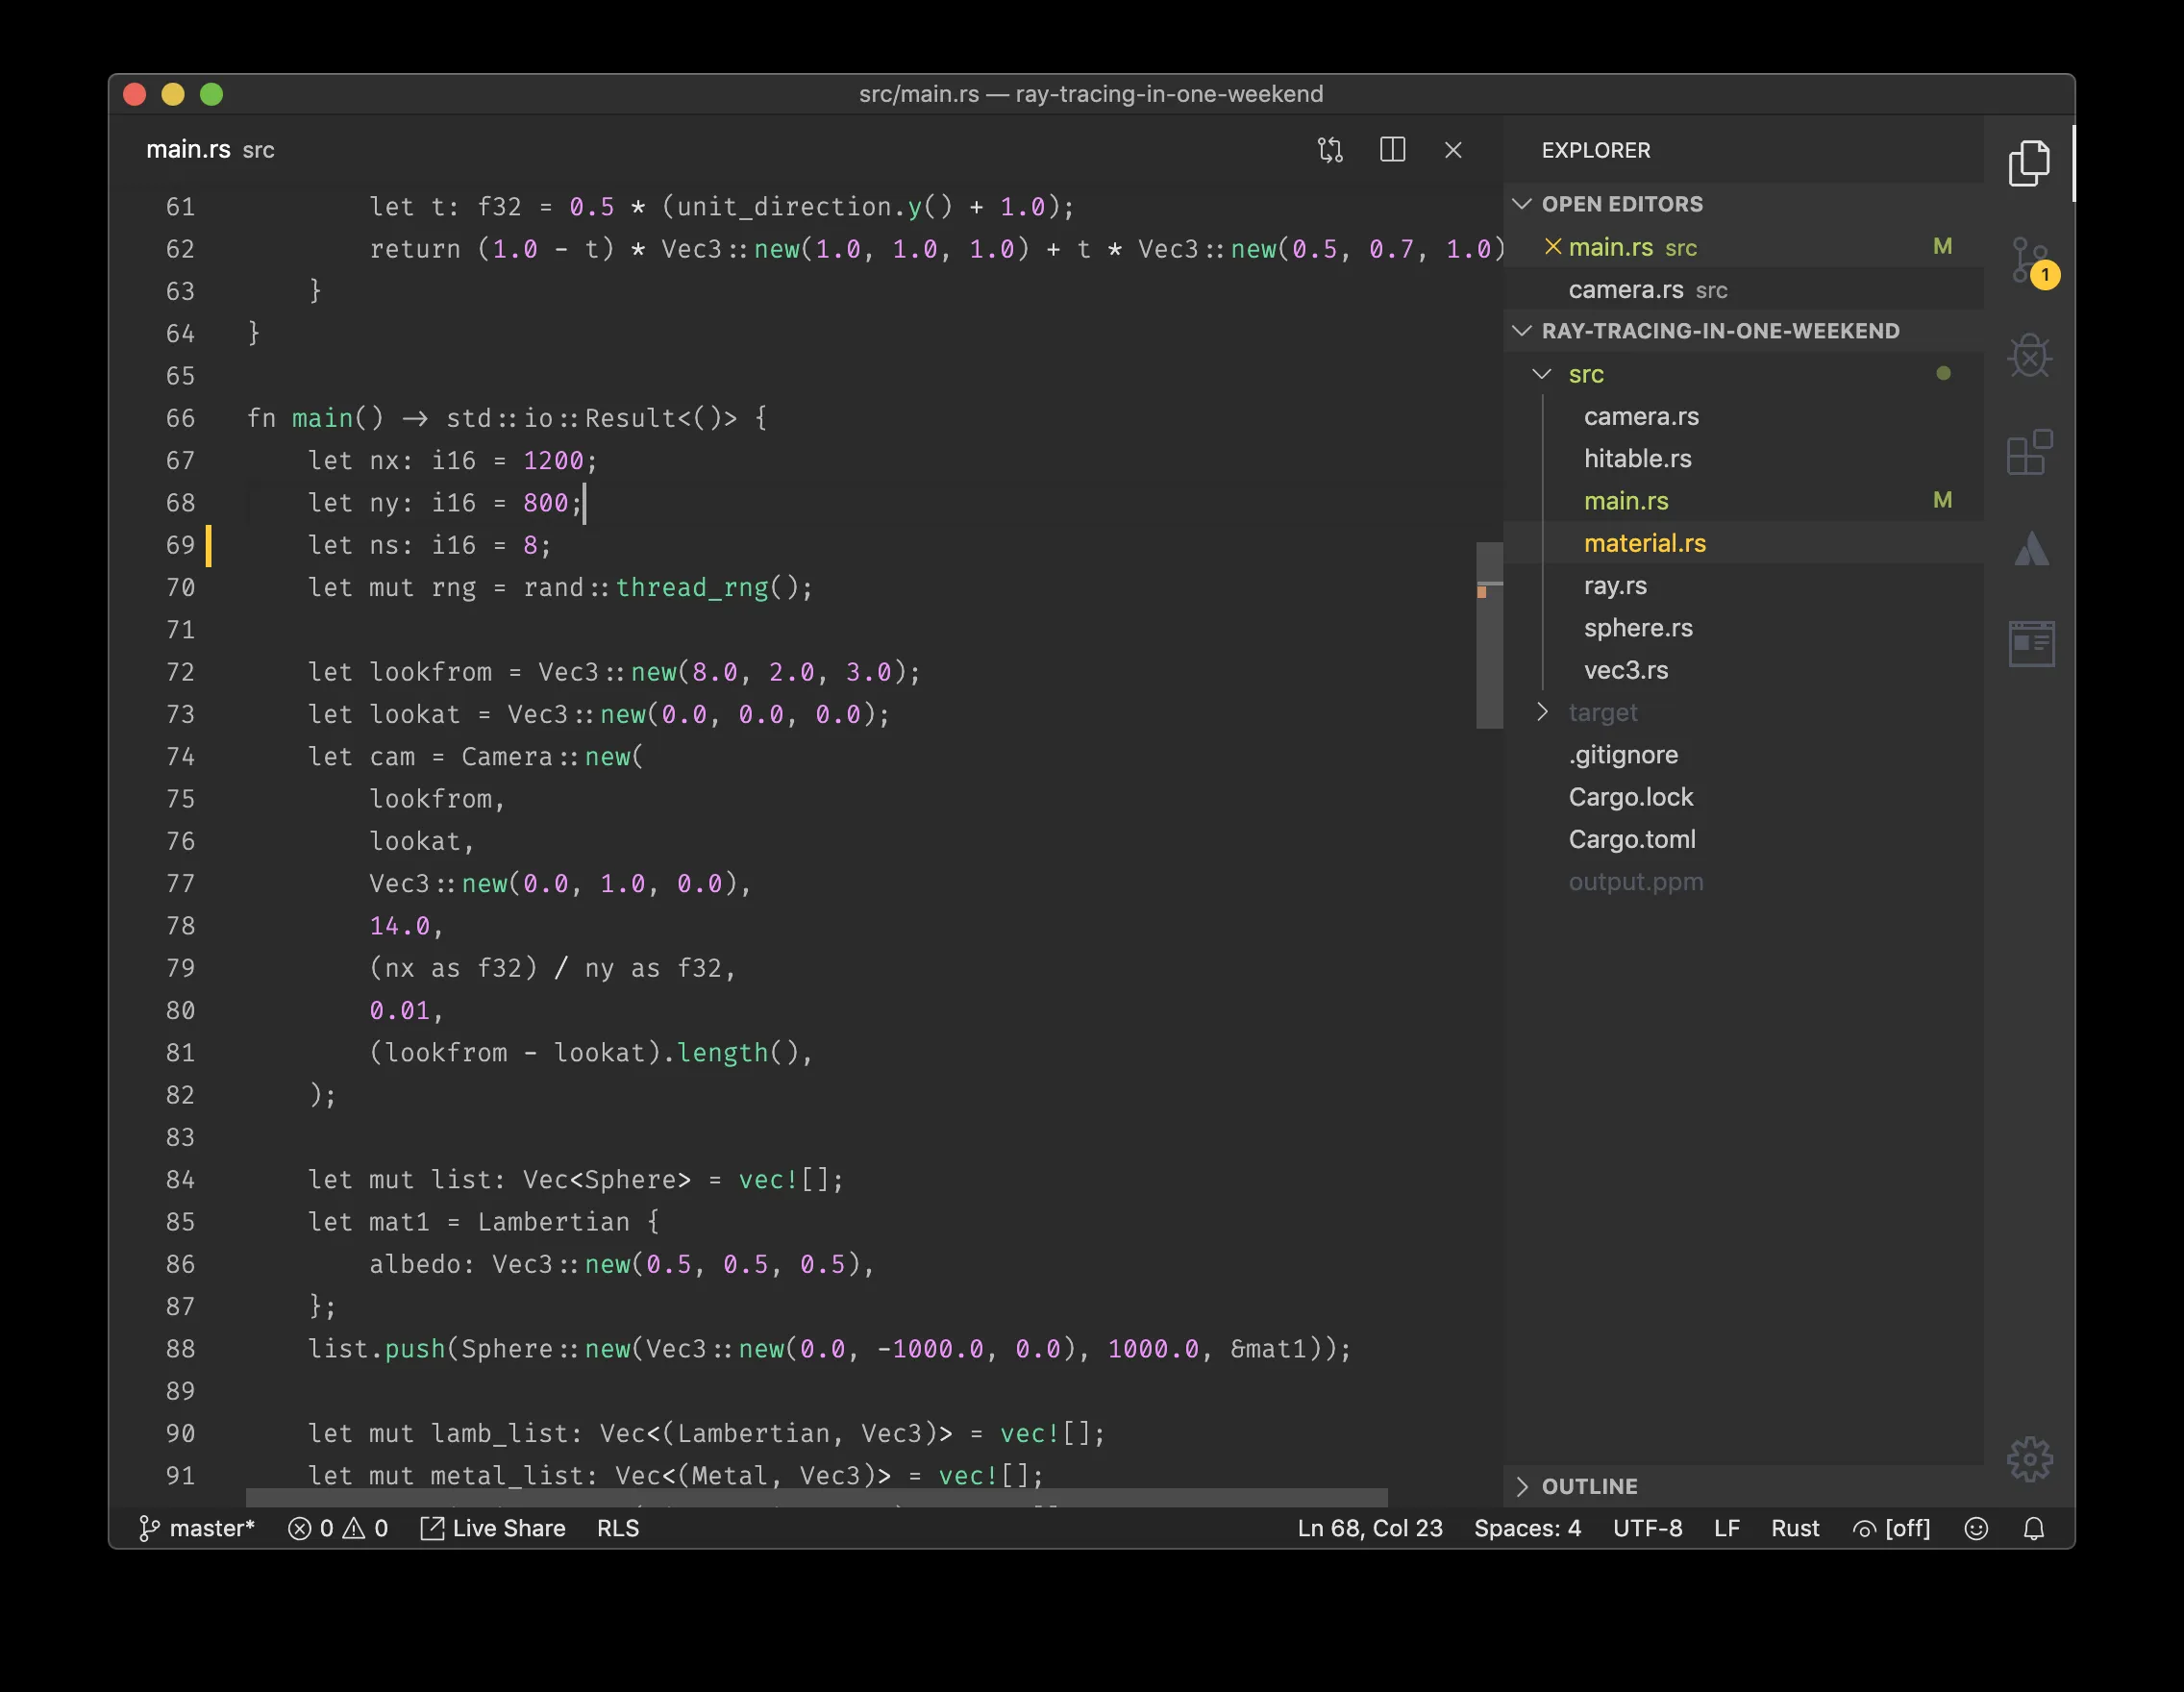 src/main.rs — ray-tracing-in-one-weekend
main.rs src
61         let t: f32 = 0.5 * (unit_direction.y() + 1.0);
62         return (1.0 - t) * Vec3::new(1.0, 1.0, 1.0) + t * Vec3::new(0.5, 0.7, 1.0)
63     }
64 }
65
66 fn main() -> std::io::Result<()> {
67     let nx: i16 = 1200;
68     let ny: i16 = 800;
69     let ns: i16 = 8;
70     let mut rng = rand::thread_rng();
71
72     let lookfrom = Vec3::new(8.0, 2.0, 3.0);
73     let lookat = Vec3::new(0.0, 0.0, 0.0);
74     let cam = Camera::new(
75         lookfrom,
76         lookat,
77         Vec3::new(0.0, 1.0, 0.0),
78         14.0,
79         (nx as f32) / ny as f32,
80         0.01,
81         (lookfrom - lookat).length(),
82     );
83
84     let mut list: Vec<Sphere> = vec![];
85     let mat1 = Lambertian {
86         albedo: Vec3::new(0.5, 0.5, 0.5),
87     };
88     list.push(Sphere::new(Vec3::new(0.0, -1000.0, 0.0), 1000.0, &mat1));
89
90     let mut lamb_list: Vec<(Lambertian, Vec3)> = vec![];
91     let mut metal_list: Vec<(Metal, Vec3)> = vec![];
EXPLORER
OPEN EDITORS
main.rs src M
camera.rs src
RAY-TRACING-IN-ONE-WEEKEND
src
camera.rs
hitable.rs
main.rs M
material.rs
ray.rs
sphere.rs
vec3.rs
target
.gitignore
Cargo.lock
Cargo.toml
output.ppm
OUTLINE
1
master* 0 0 Live Share RLS Ln 68, Col 23 Spaces: 4 UTF-8 LF Rust [off]